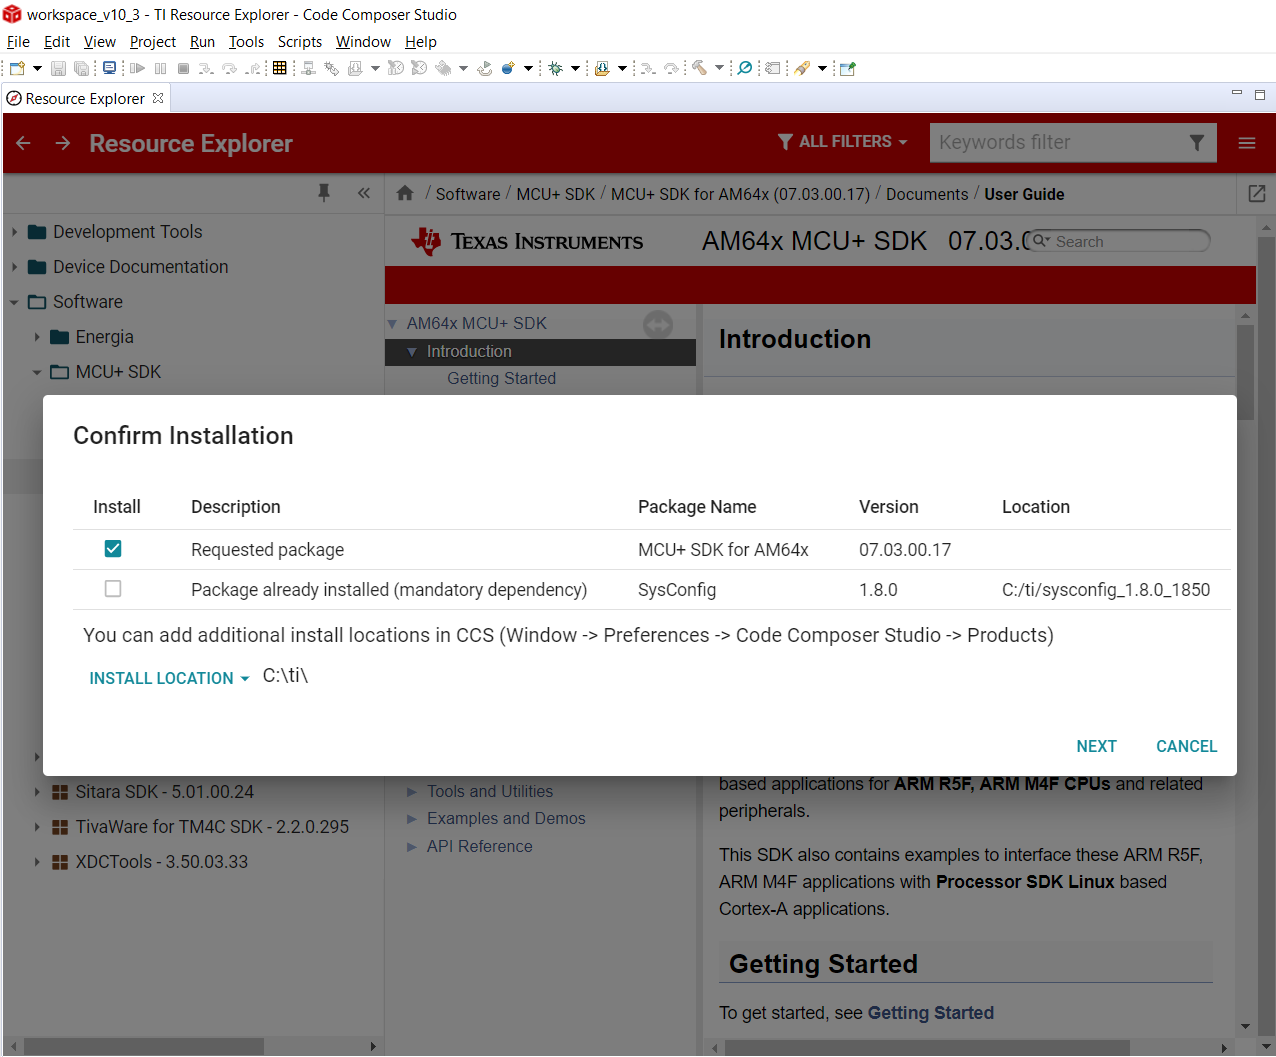 workspace_v10_3 - TI Resource Explorer - Code Composer Studio
File Edit View Project Run Tools Scripts Window Help
Resource Explorer
Resource Explorer
ALL FILTERS
Keywords filter
/ Software / MCU+ SDK / MCU+ SDK for AM64x (07.03.00.17) / Documents / User Guide
Development Tools
Device Documentation
Software
Energia
MCU+ SDK
TEXAS INSTRUMENTS
AM64x MCU+ SDK 07.03.0
Search
AM64x MCU+ SDK
Introduction
Getting Started
Introduction
Confirm Installation
Install Description Package Name Version Location
Requested package MCU+ SDK for AM64x 07.03.00.17
Package already installed (mandatory dependency) SysConfig 1.8.0 C:/ti/sysconfig_1.8.0_1850
You can add additional install locations in CCS (Window -> Preferences -> Code Composer Studio -> Products)
INSTALL LOCATION C:\ti\
NEXT CANCEL
Sitara SDK - 5.01.00.24
TivaWare for TM4C SDK - 2.2.0.295
XDCTools - 3.50.03.33
Tools and Utilities
Examples and Demos
API Reference
based applications for ARM R5F, ARM M4F CPUs and related
peripherals.
This SDK also contains examples to interface these ARM R5F,
ARM M4F applications with Processor SDK Linux based
Cortex-A applications.
Getting Started
To get started, see Getting Started